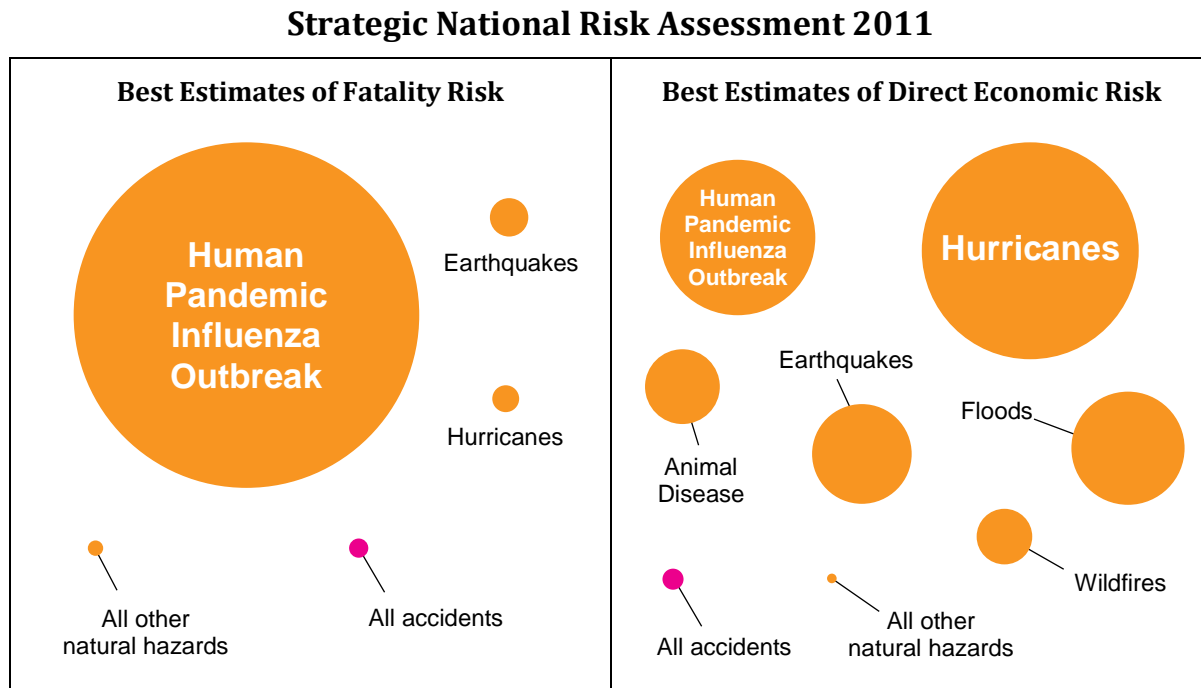 Strategic National Risk Assessment 2011
Best Estimates of Fatality Risk
Human
Pandemic
Influenza
Outbreak
Earthquakes
Hurricanes
All other
natural hazards
All accidents
Best Estimates of Direct Economic Risk
Human
Pandemic
Influenza
Outbreak
Hurricanes
Earthquakes
Floods
Animal
Disease
Wildfires
All accidents
All other
natural hazards